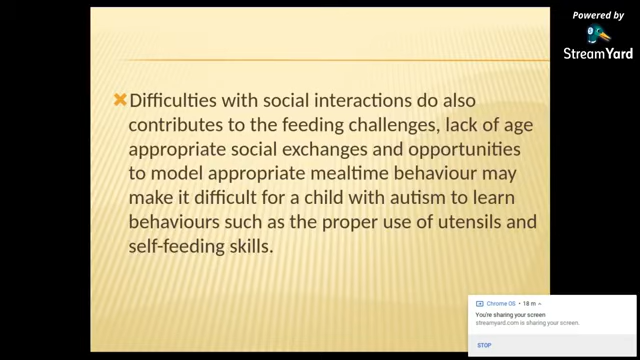 Powered by
StreamYard
Difficulties with social interactions do also
contributes to the feeding challenges, lack of age
appropriate social exchanges and opportunities
to model appropriate mealtime behaviour may
make it difficult for a child with autism to learn
behaviours such as the proper use of utensils and
self-feeding skills.
Chrome OS • 18 m
You're sharing your screen
streamyard.com is sharing your screen.
STOP